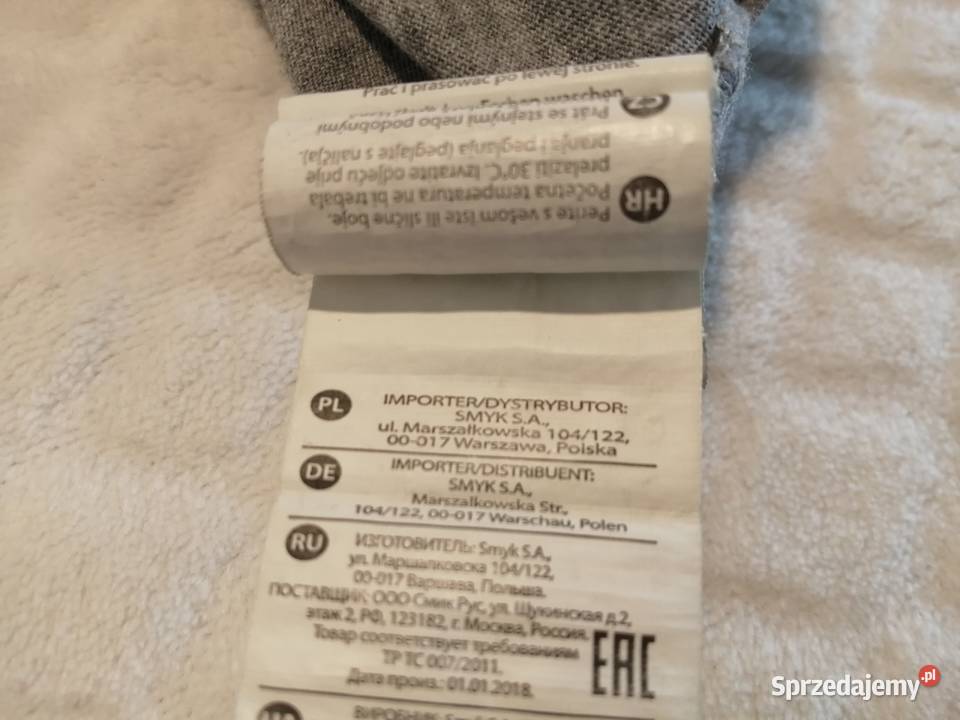 Prać i prasować po lewej stronie.
CZ
Prát se stejnými nebo podobnými
HR
Perite s vešom iste ili slične boje.
Početna temperatura ne bi trebala
prelaziti 30°C. Izvratite odjeću prije
pranja i peglanja (peglajte s naličja).
PL
IMPORTER/DYSTRYBUTOR:
SMYK S.A.,
ul. Marszałkowska 104/122,
00-017 Warszawa, Polska
DE
IMPORTER/DISTRIBUENT:
SMYK S.A.,
Marszalkowska Str.,
104/122, 00-017 Warschau, Polen
RU
ИЗГОТОВИТЕЛЬ: Smyk S.A.,
ул. Маршалковска 104/122,
00-017 Варшава, Польша.
ПОСТАВЩИК: ООО Смик Рус, ул. Щукинская д.2,
этаж 2, РФ, 123182, г. Москва, Россия.
Товар соответствует требованиям
ТР ТС 007/2011.
Дата произ.: 01.01.2018.
EAC
Sprzedajemy.pl